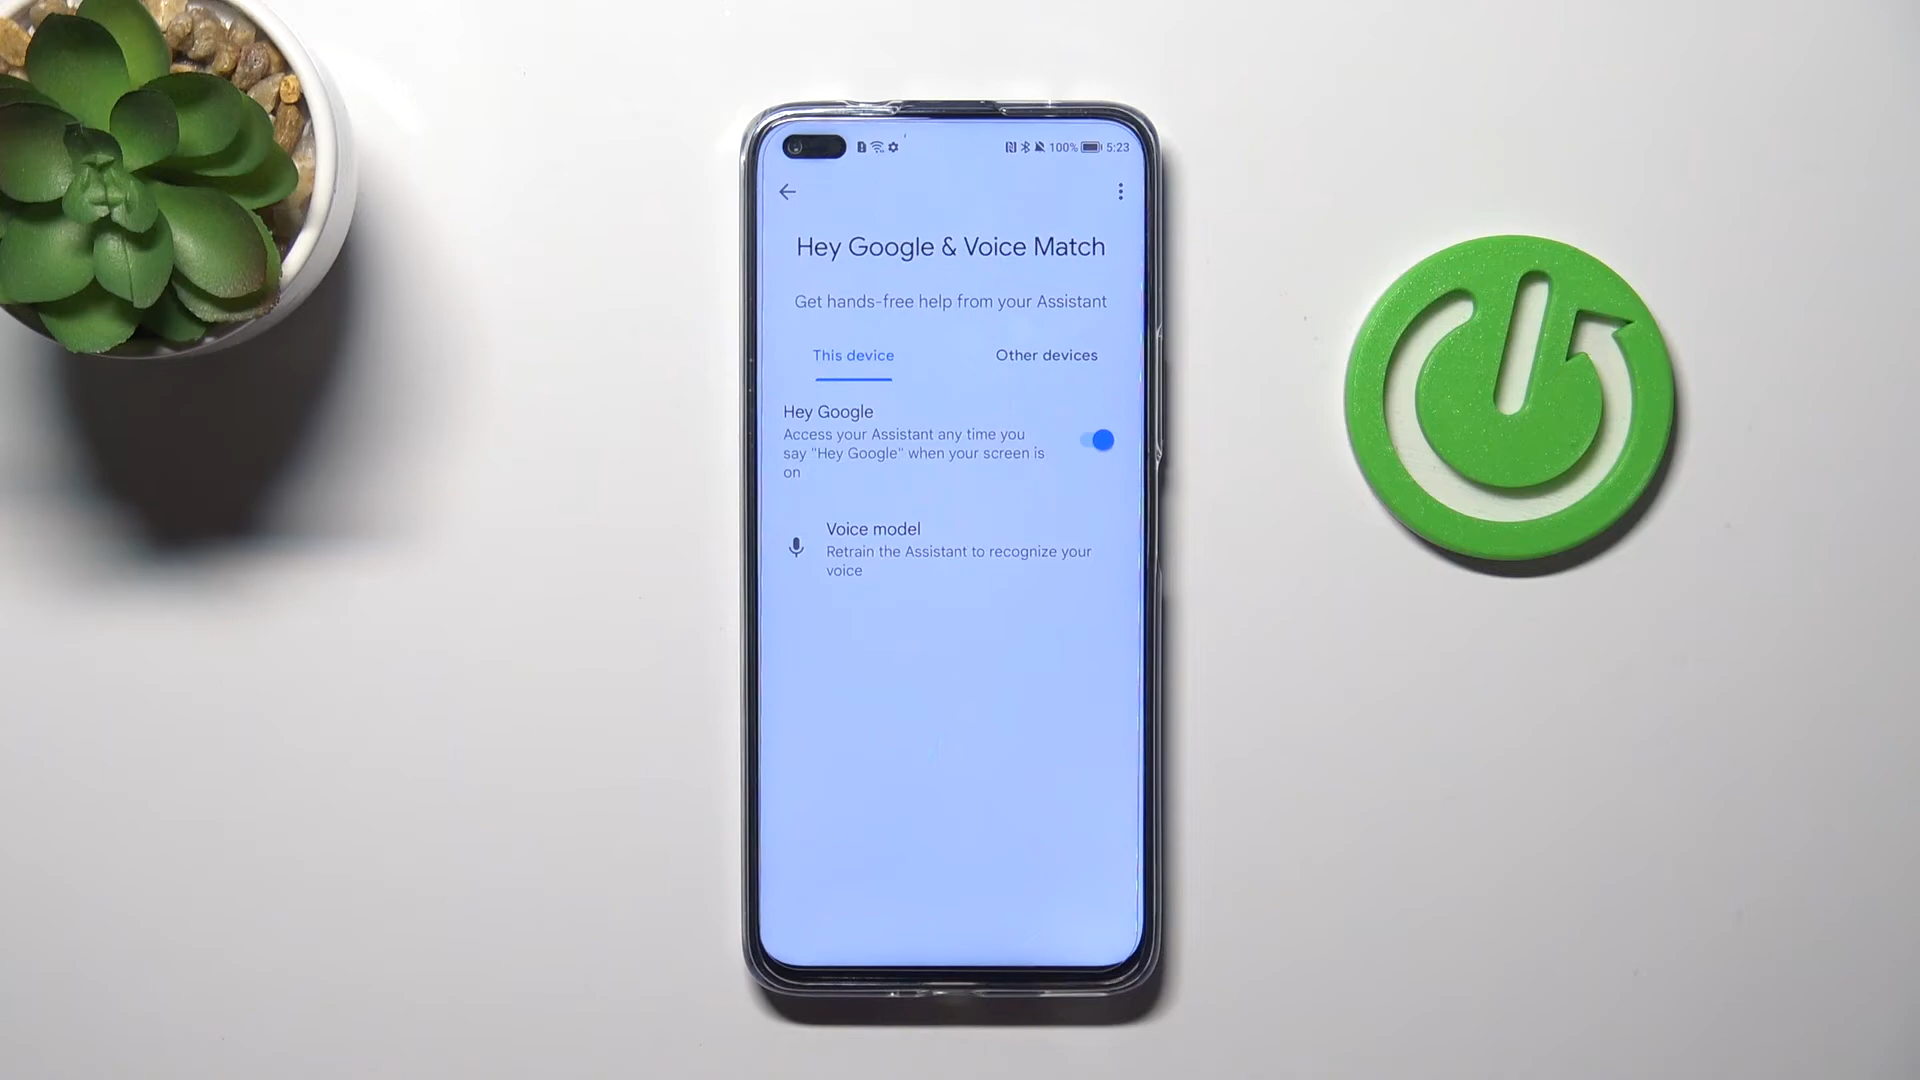 100% 5:23
Hey Google & Voice Match
Get hands-free help from your Assistant
This device
Other devices
Hey Google
Access your Assistant any time you
say "Hey Google" when your screen is
on
Voice model
Retrain the Assistant to recognize your
voice